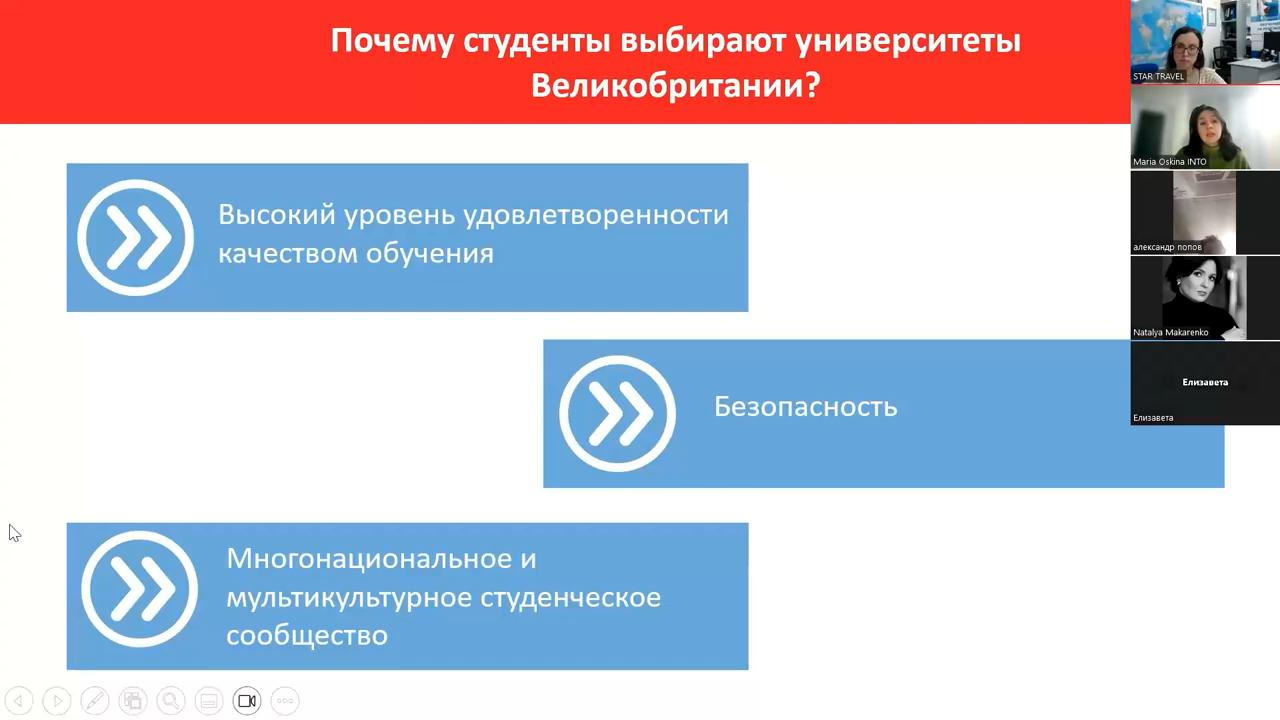 Почему студенты выбирают университеты
Великобритании?
Высокий уровень удовлетворенности
качеством обучения
Безопасность
Многонациональное и
мультикультурное студенческое
сообщество
STAR TRAVEL
Maria Oskina INTO
александр попов
Natalya Makarenko
Елизавета
Елизавета